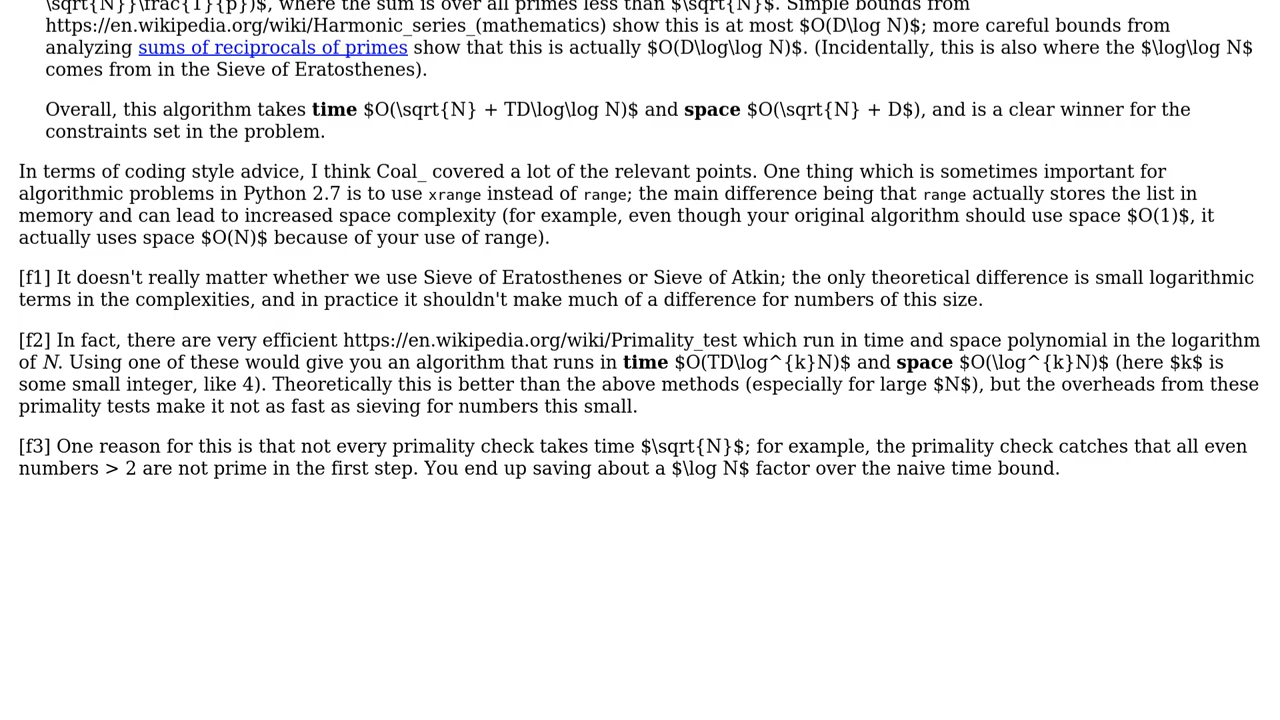 \sqrt{N}}\frac{1}{p})$, where the sum is over all primes less than $\sqrt{N}$. Simple bounds from
https://en.wikipedia.org/wiki/Harmonic_series_(mathematics) show this is at most $O(D\log N)$; more careful bounds from
analyzing sums of reciprocals of primes show that this is actually $O(D\log\log N)$. (Incidentally, this is also where the $\log\log N$
comes from in the Sieve of Eratosthenes).
Overall, this algorithm takes time $O(\sqrt{N} + TD\log\log N)$ and space $O(\sqrt{N} + D$), and is a clear winner for the
constraints set in the problem.
In terms of coding style advice, I think Coal_ covered a lot of the relevant points. One thing which is sometimes important for
algorithmic problems in Python 2.7 is to use xrange instead of range; the main difference being that range actually stores the list in
memory and can lead to increased space complexity (for example, even though your original algorithm should use space $O(1)$, it
actually uses space $O(N)$ because of your use of range).
[f1] It doesn't really matter whether we use Sieve of Eratosthenes or Sieve of Atkin; the only theoretical difference is small logarithmic
terms in the complexities, and in practice it shouldn't make much of a difference for numbers of this size.
[f2] In fact, there are very efficient https://en.wikipedia.org/wiki/Primality_test which run in time and space polynomial in the logarithm
of N. Using one of these would give you an algorithm that runs in time $O(TD\log^{k}N)$ and space $O(\log^{k}N)$ (here $k$ is
some small integer, like 4). Theoretically this is better than the above methods (especially for large $N$), but the overheads from these
primality tests make it not as fast as sieving for numbers this small.
[f3] One reason for this is that not every primality check takes time $\sqrt{N}$; for example, the primality check catches that all even
numbers > 2 are not prime in the first step. You end up saving about a $\log N$ factor over the naive time bound.